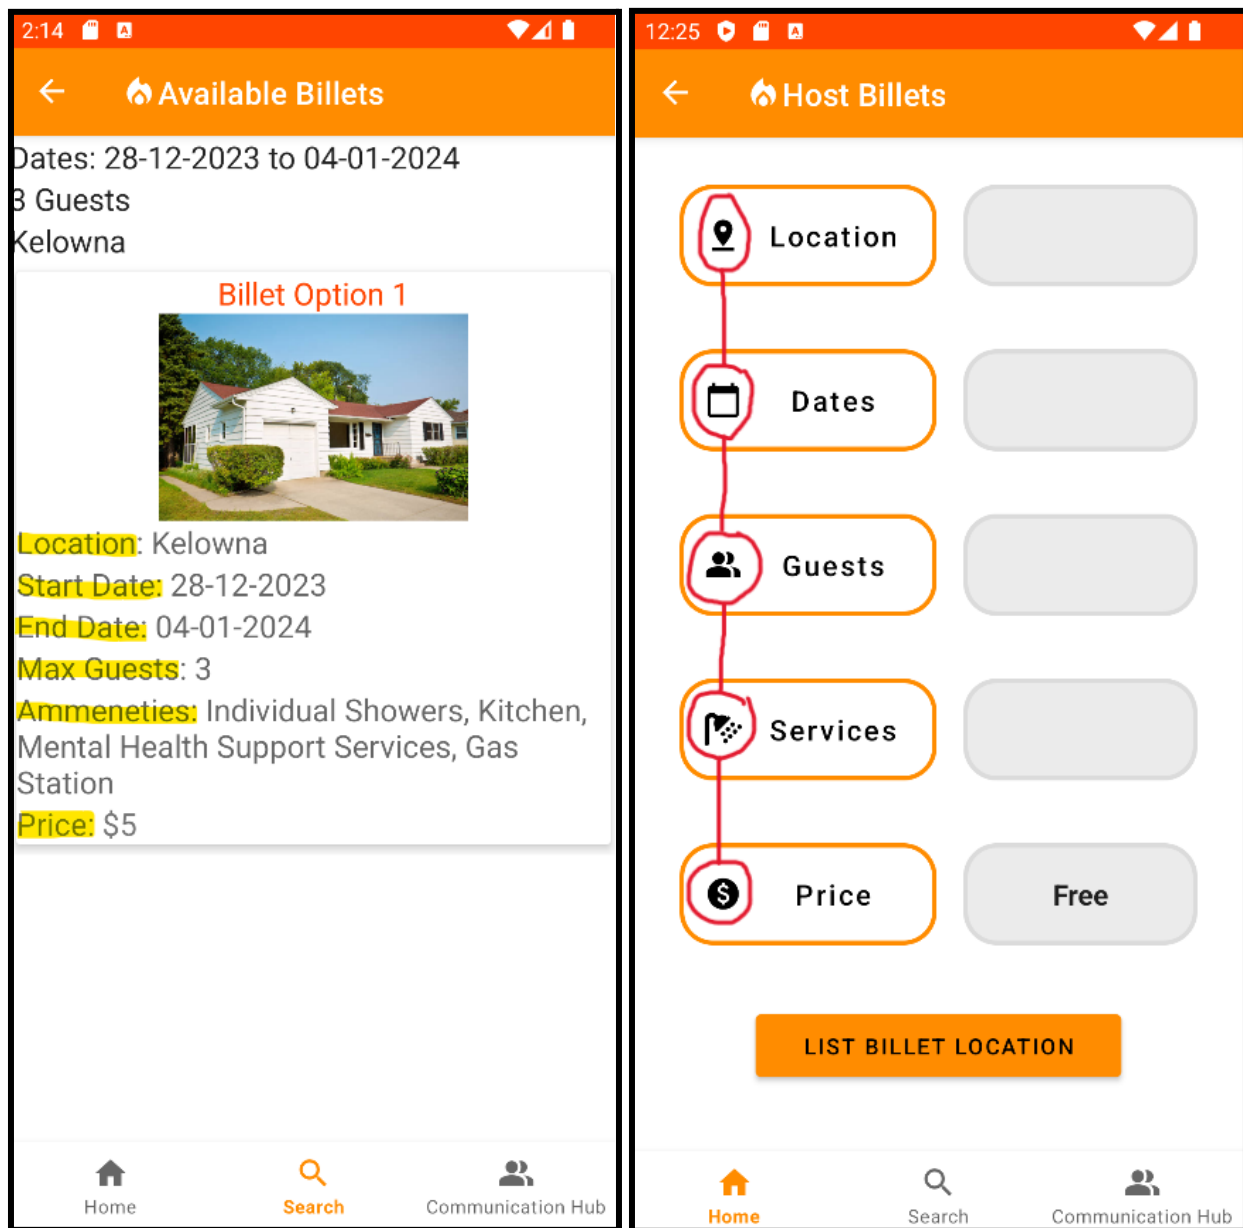 2:14
Available Billets
Dates: 28-12-2023 to 04-01-2024
3 Guests
Kelowna
Billet Option 1
Location: Kelowna
Start Date: 28-12-2023
End Date: 04-01-2024
Max Guests: 3
Ammeneties: Individual Showers, Kitchen,
Mental Health Support Services, Gas
Station
Price: $5
Home
Search
Communication Hub
12:25
Host Billets
Location
Dates
Guests
Services
Price
Free
LIST BILLET LOCATION
Home
Search
Communication Hub